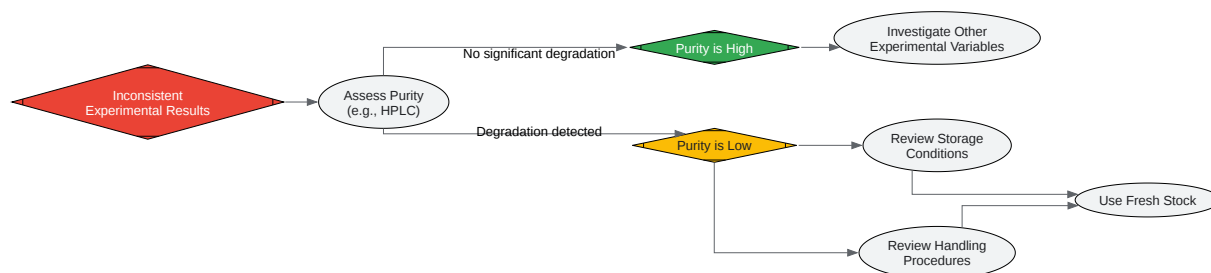 Inconsistent
Experimental Results
Assess Purity
(e.g., HPLC)
No significant degradation
Purity is High
Investigate Other
Experimental Variables
Degradation detected
Purity is Low
Review Storage
Conditions
Review Handling
Procedures
Use Fresh Stock